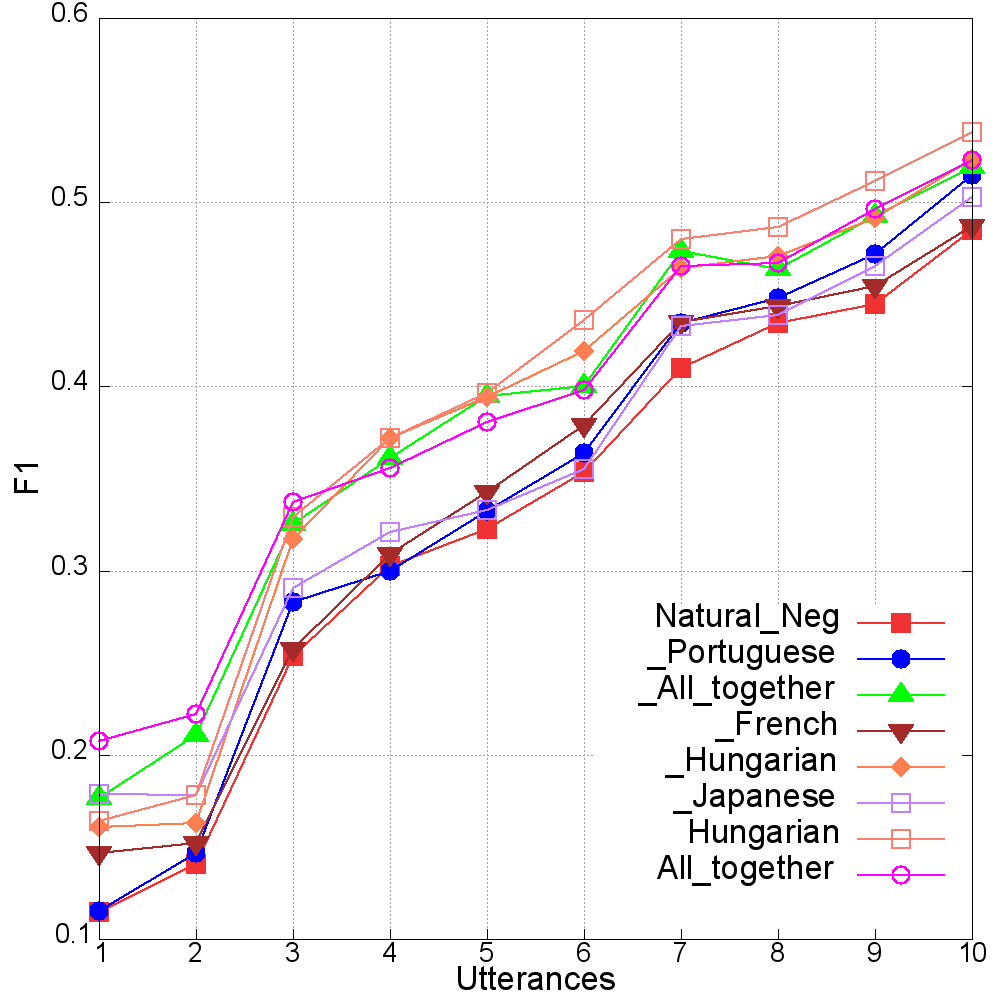 0.6
0.5
0.4
0.3
0.2
0.1
F1
Natural_Neg
_Portuguese
_All_together
_French
_Hungarian
_Japanese
Hungarian
All_together
1 2 3 4 5 6 7 8 9 10
Utterances